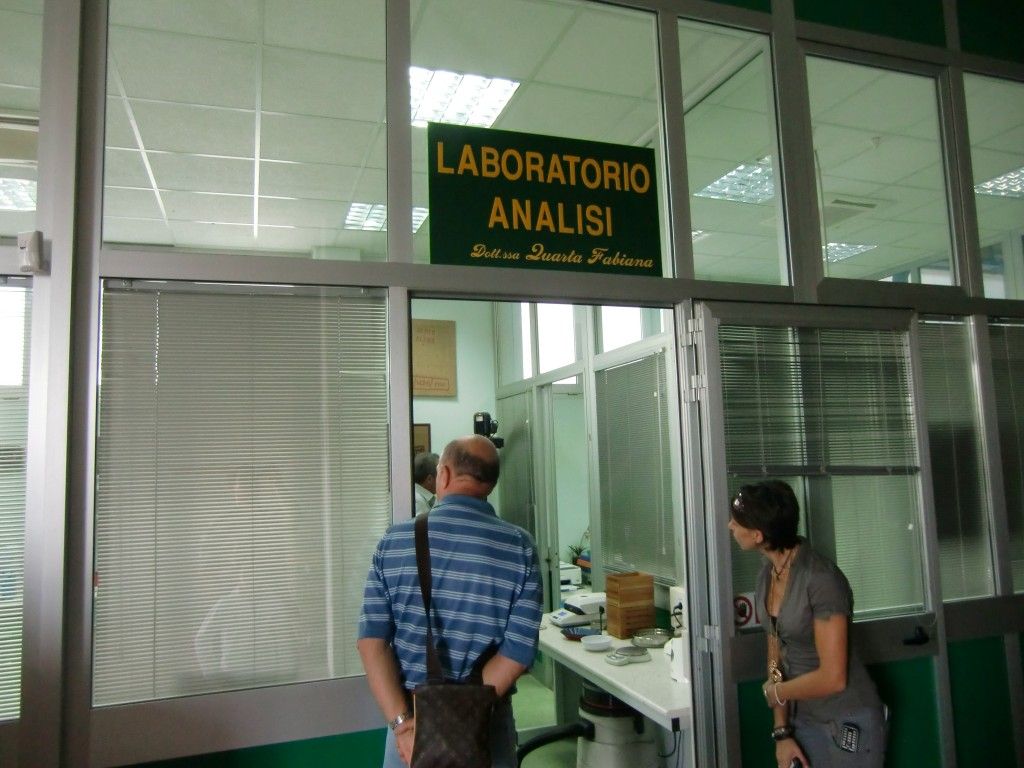 LABORATORIO
ANALISI
Dott.ssa Quarta Fabiana